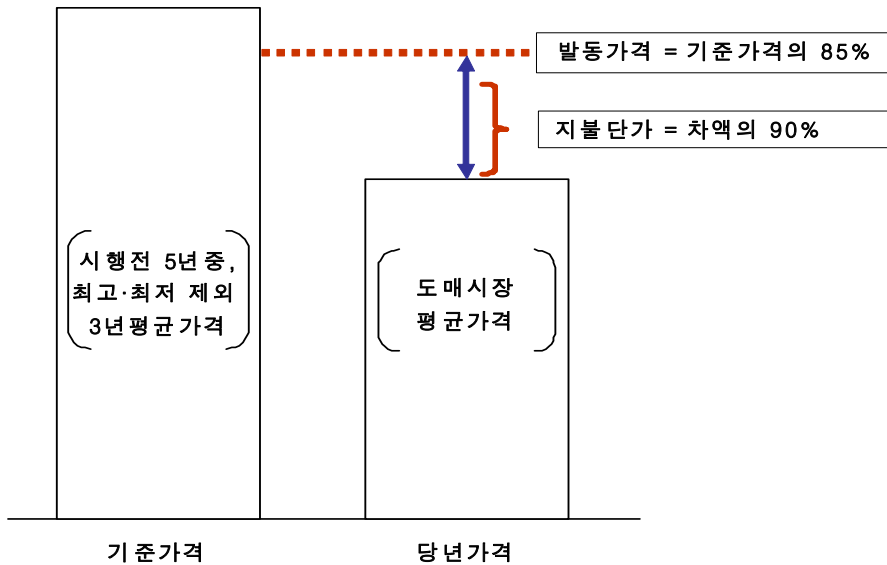 발동가격 = 기준가격의 85%
지불단가 = 차액의 90%
시행전 5년중,
최고·최저 제외
3년평균가격
도매시장
평균가격
기준가격
당년가격